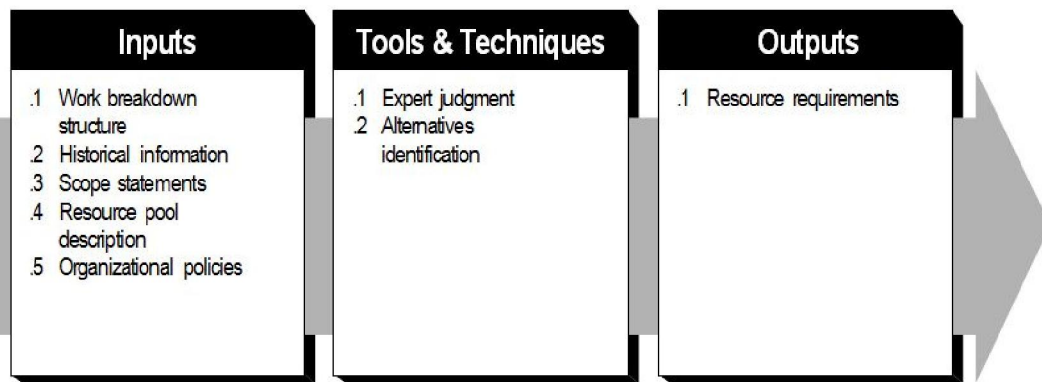 Inputs
.1 Work breakdown
structure
.2 Historical information
.3 Scope statements
.4 Resource pool
description
.5 Organizational policies
Tools & Techniques
.1 Expert judgment
.2 Alternatives
identification
Outputs
.1 Resource requirements